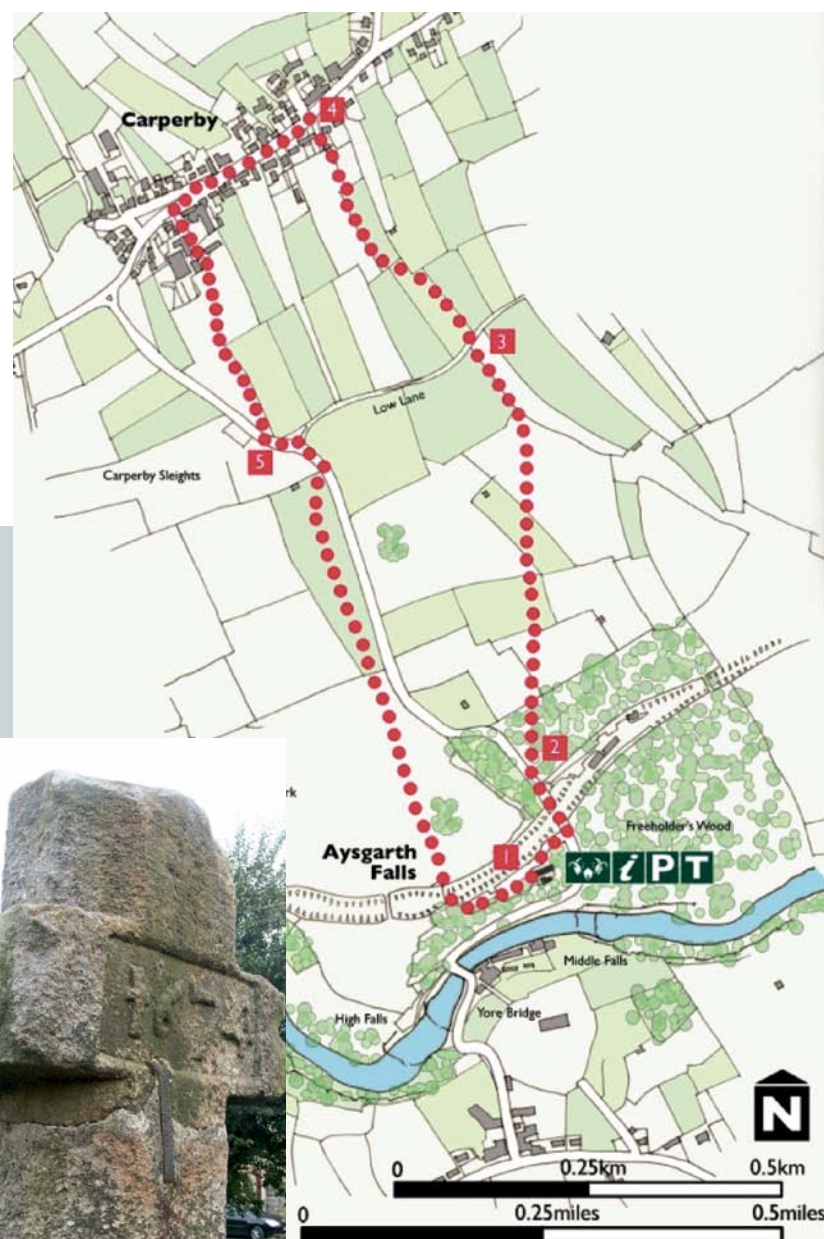 Carperby
4
3
Low Lane
5
Carperby Sleights
2
Freeholder's Wood
1
Aysgarth
Falls
i P T
rk
Middle Falls
High Falls
Yore Bridge
N
0 0.25km 0.5km
0 0.25miles 0.5miles